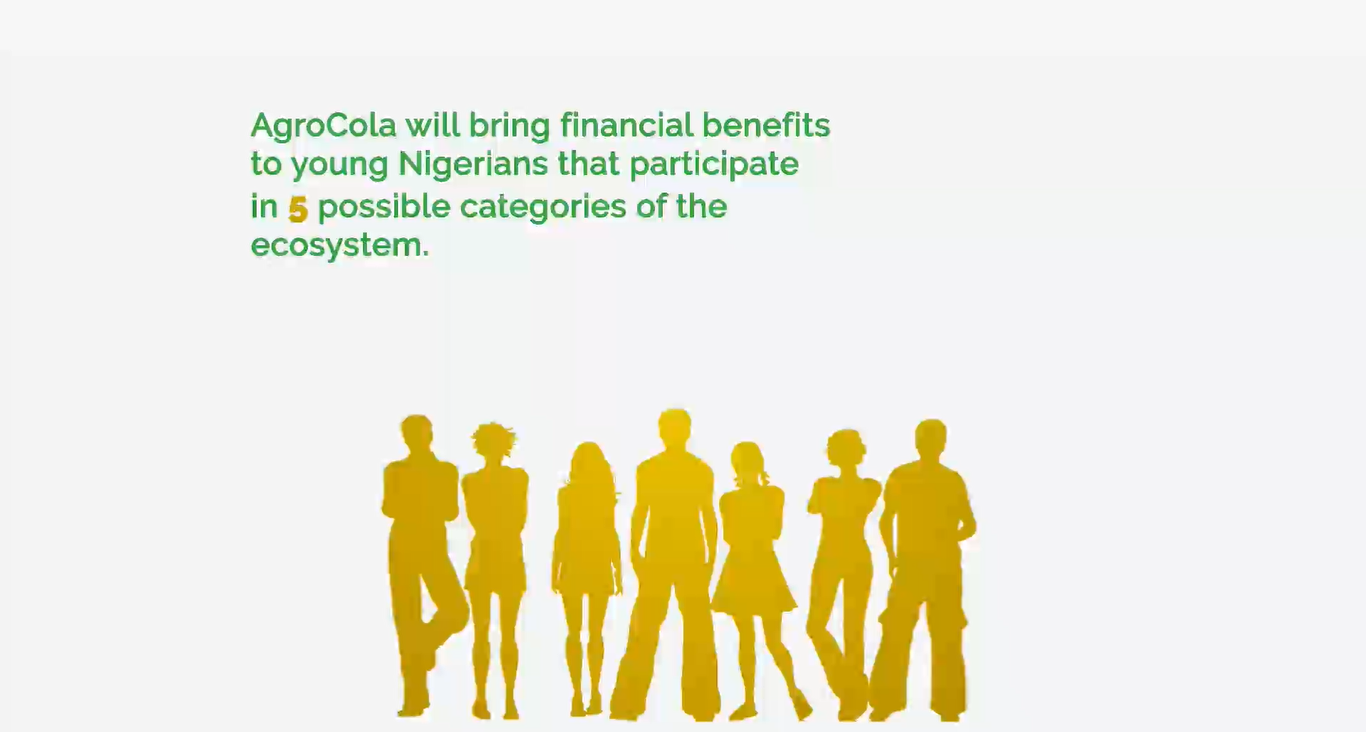 AgroCola will bring financial benefits
to young Nigerians that participate
in 5 possible categories of the
ecosystem.